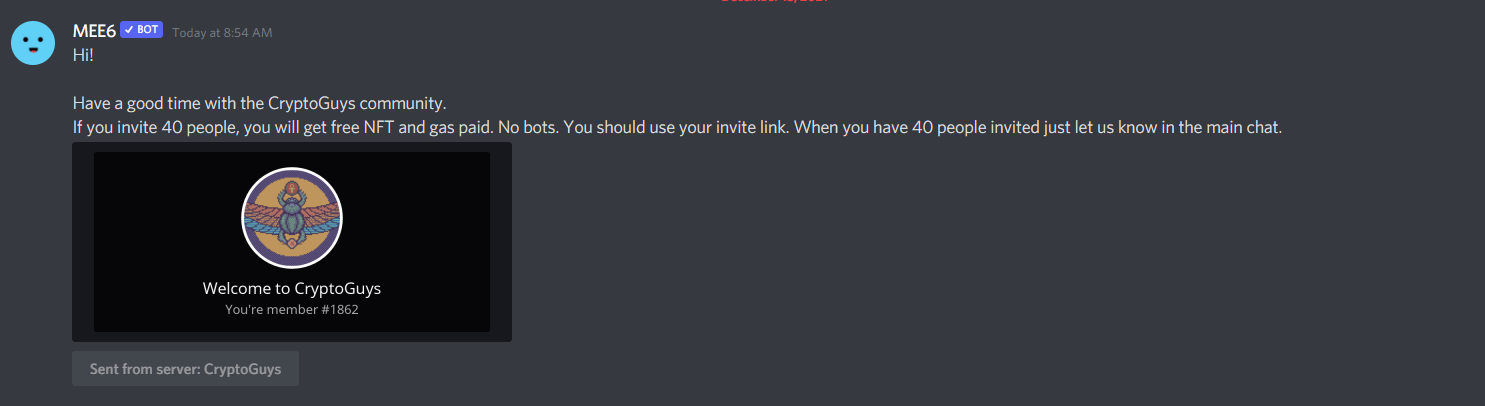 MEE6 BOT Today at 8:54 AM
Hi!
Have a good time with the CryptoGuys community.
If you invite 40 people, you will get free NFT and gas paid. No bots. You should use your invite link. When you have 40 people invited just let us know in the main chat.
Welcome to CryptoGuys
You're member #1862
Sent from server: CryptoGuys